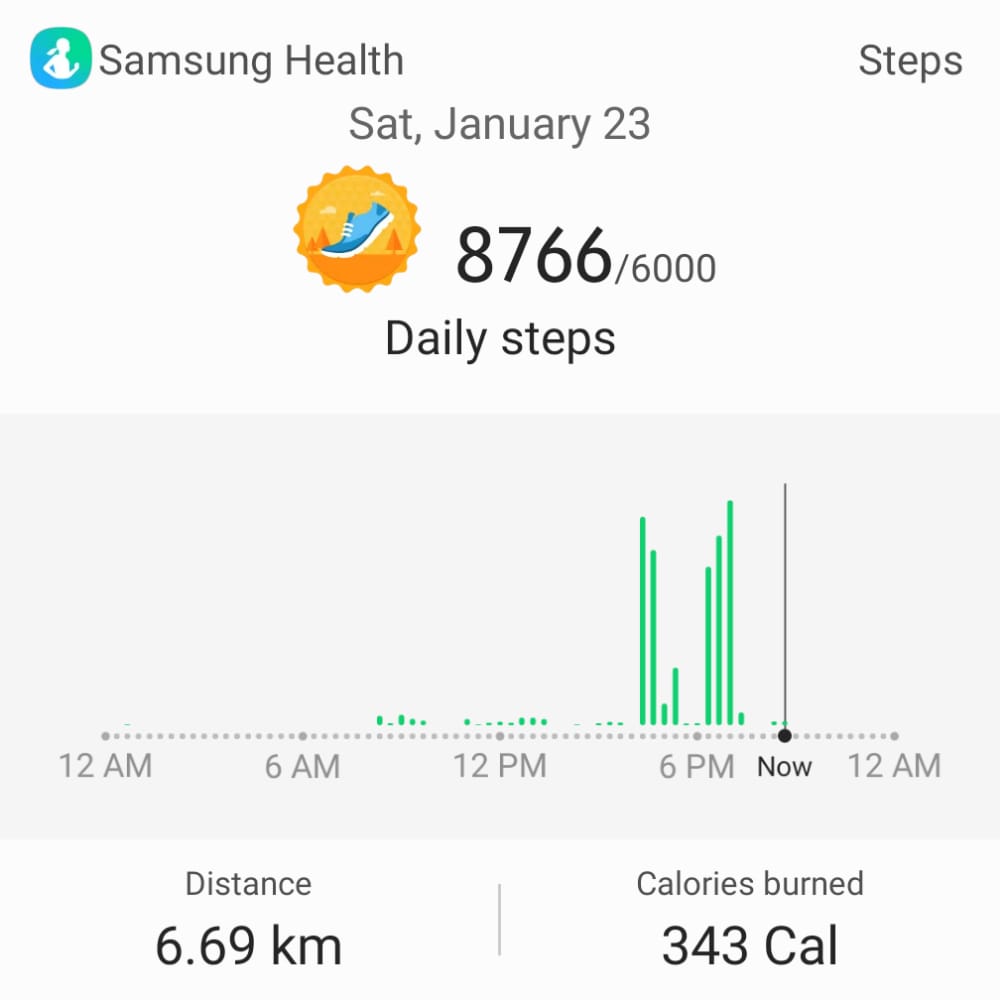 Samsung Health Steps
Sat, January 23
8766/6000
Daily steps
12 AM 6 AM 12 PM 6 PM Now 12 AM
Distance Calories burned
6.69 km 343 Cal